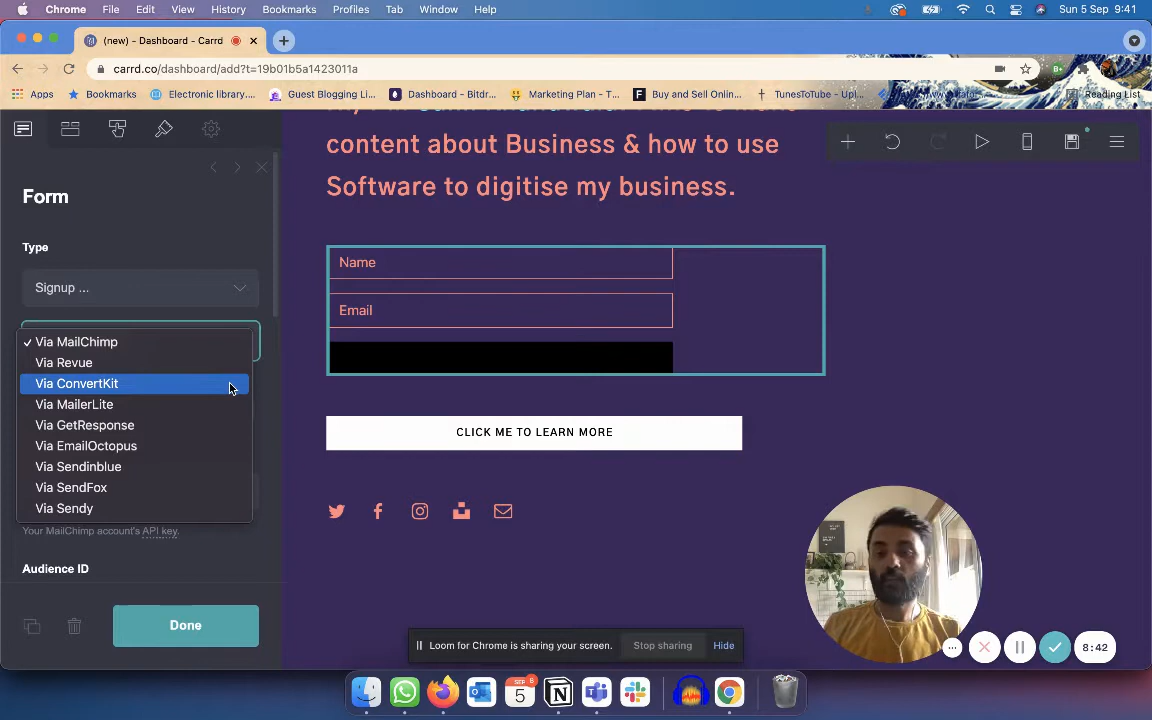 Chrome File Edit View History Bookmarks Profiles Tab Window Help
Sun 5 Sep 9:41
(new) - Dashboard - Carrd
carrd.co/dashboard/add?t=19b01b5a1423011a
Apps Bookmarks Electronic library.... Guest Blogging Li... Dashboard - Bitdr... Marketing Plan - T... Buy and Sell Onlin... TunesToTube - Upl... Reading List
content about Business & how to use
Software to digitise my business.
Form
Type
Signup ...
Via MailChimp
Via Revue
Via ConvertKit
Via MailerLite
Via GetResponse
Via EmailOctopus
Via Sendinblue
Via SendFox
Via Sendy
Your MailChimp account's API key.
Audience ID
Done
Name
Email
CLICK ME TO LEARN MORE
Loom for Chrome is sharing your screen.
Stop sharing
Hide
8:42
SEP
5